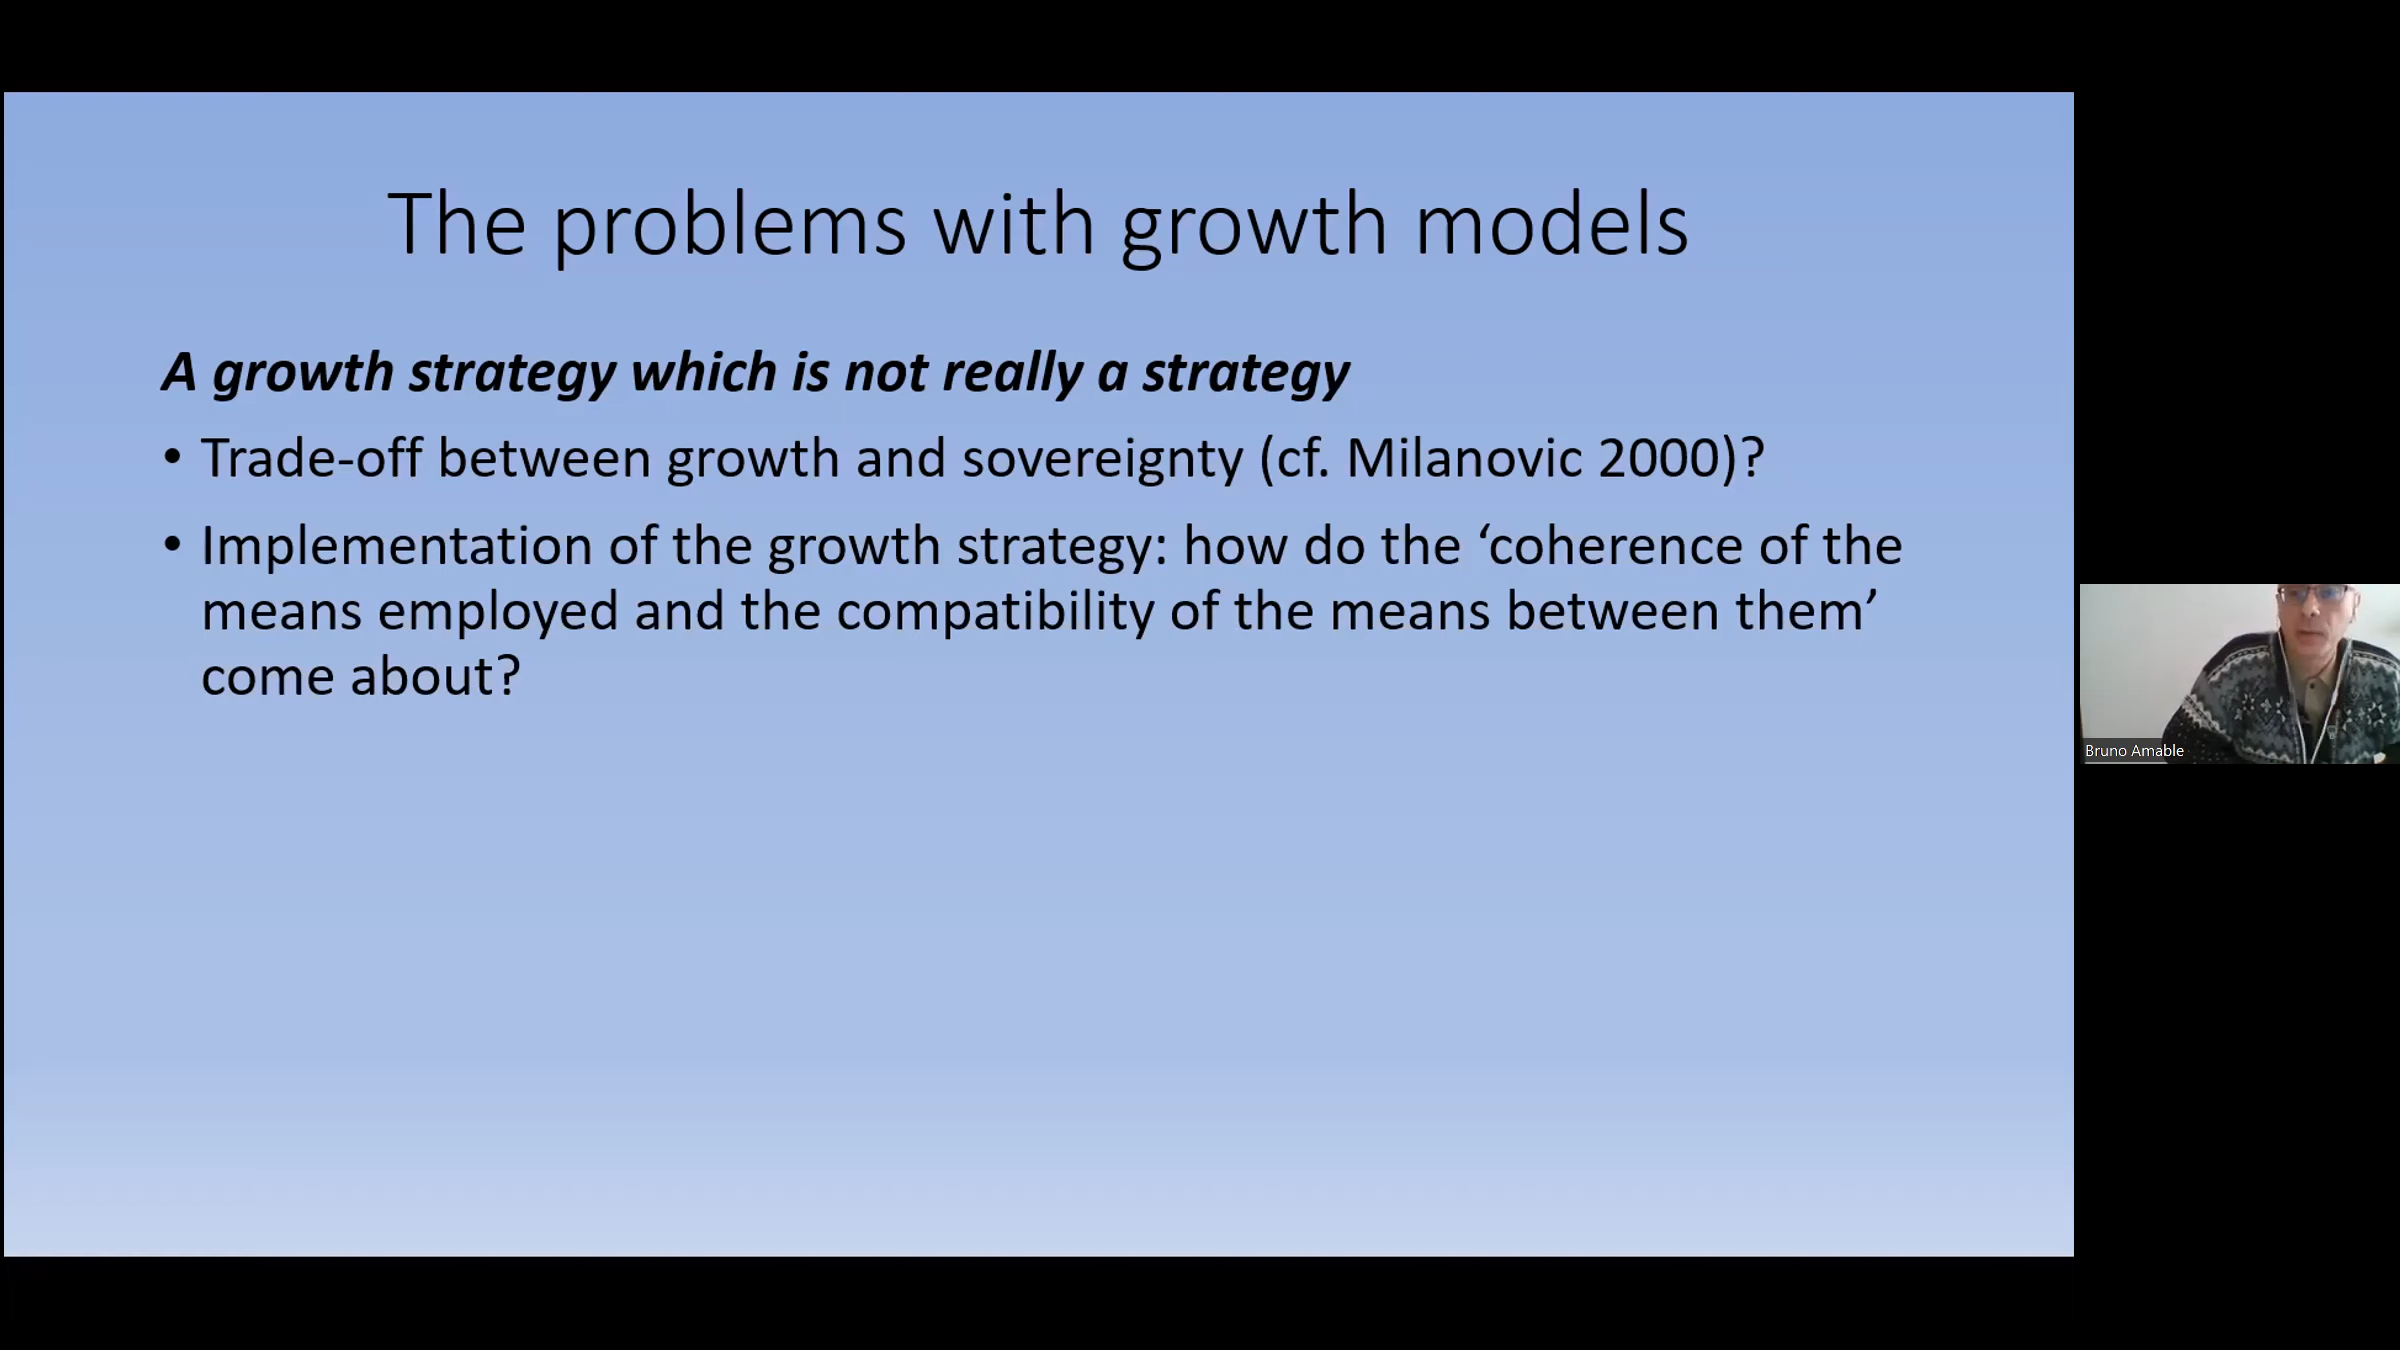 The problems with growth models
A growth strategy which is not really a strategy
• Trade-off between growth and sovereignty (cf. Milanovic 2000)?
• Implementation of the growth strategy: how do the ‘coherence of the
means employed and the compatibility of the means between them’
come about?
Bruno Amable